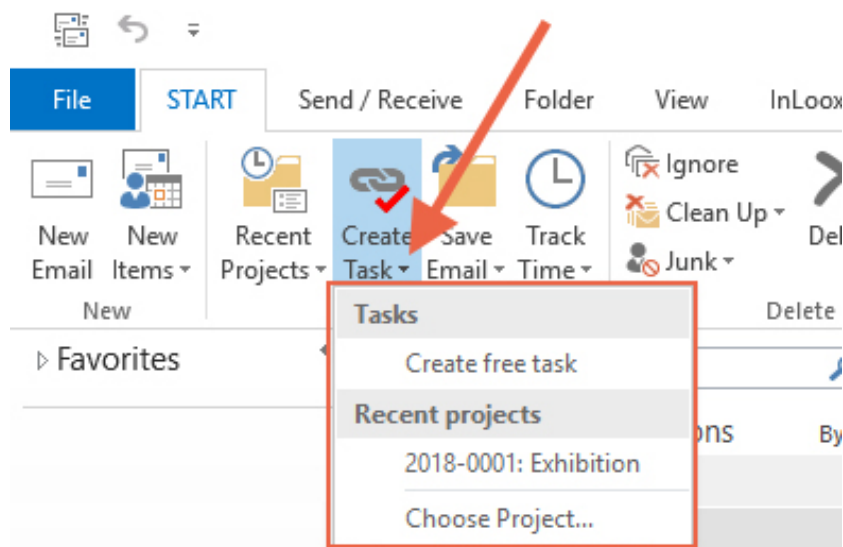 File START Send / Receive Folder View InLoox
New Email
New Items
Recent Projects
Create Task
Save Email
Track Time
Ignore
Clean Up
Junk
New
Delete
Favorites
Tasks
Create free task
Recent projects
2018-0001: Exhibition
Choose Project...
By